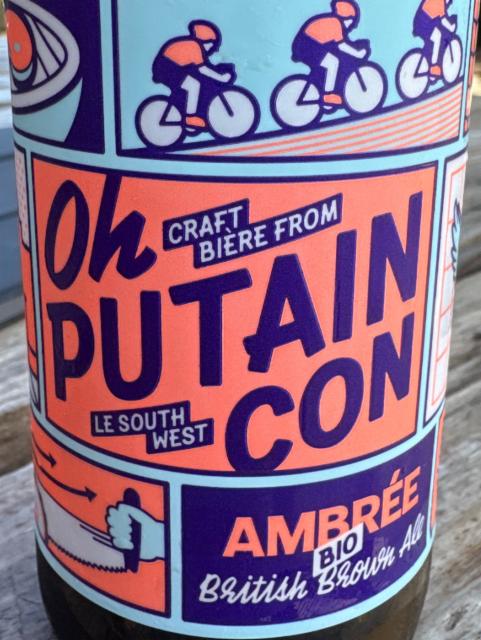 Oh
CRAFT
BIÈRE FROM
PUTAIN
CON
LE SOUTH
WEST
AMBRÉE
BIO
British Brown Ale